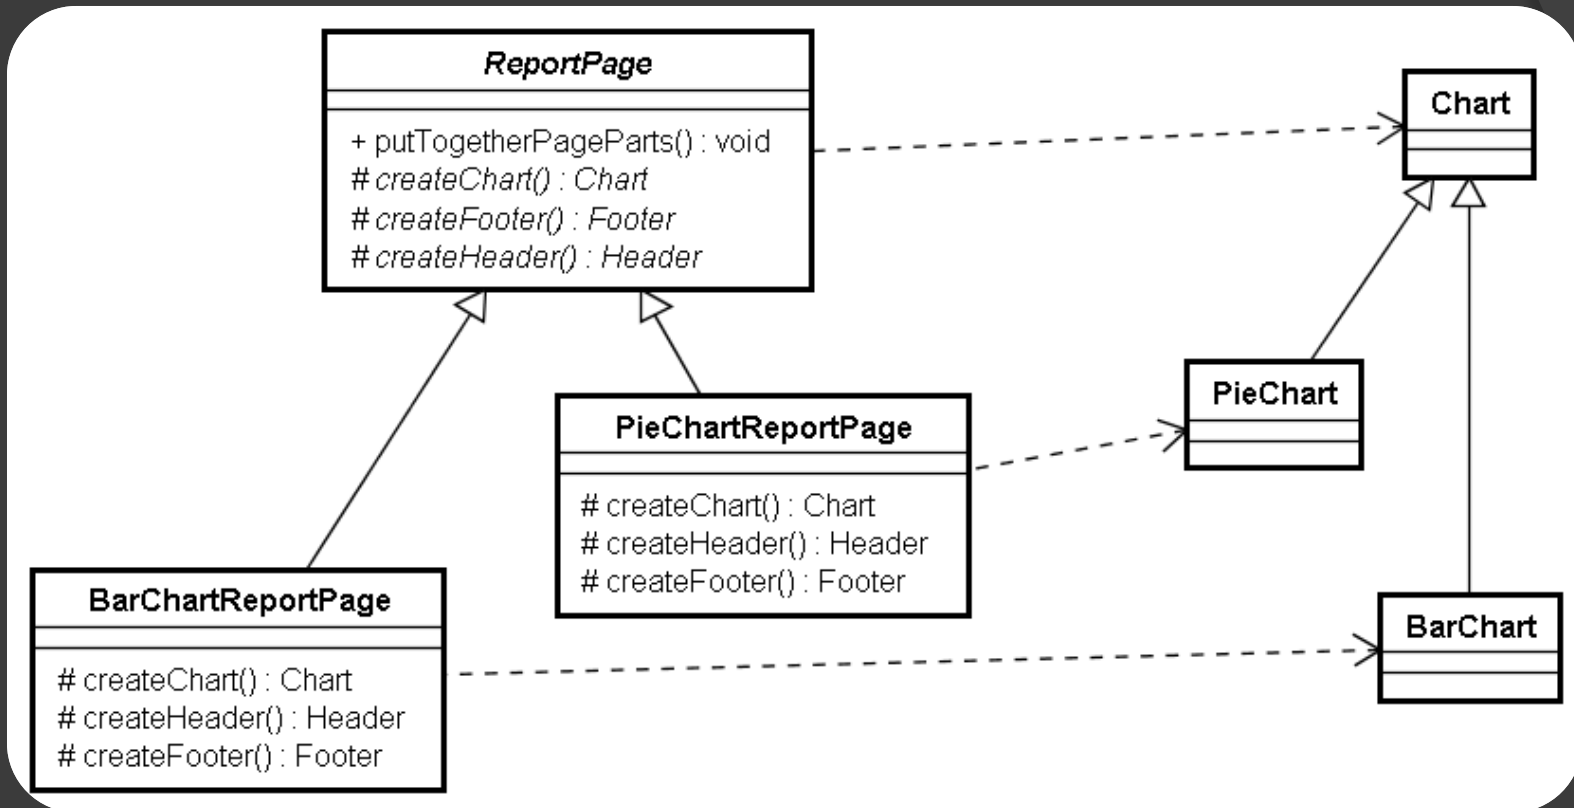 ReportPage
+ putTogetherPageParts() : void
# createChart() : Chart
# createFooter() : Footer
# createHeader() : Header
Chart
PieChartReportPage
# createChart() : Chart
# createHeader() : Header
# createFooter() : Footer
PieChart
BarChartReportPage
# createChart() : Chart
# createHeader() : Header
# createFooter() : Footer
BarChart